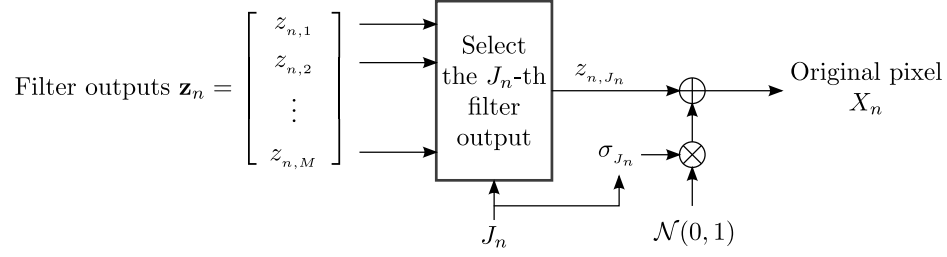 Filter outputs 𝐳ₙ =
z_{n,1}
z_{n,2}
⋮
z_{n,M}
Select
the J_n-th
filter
output
z_{n,J_n}
Original pixel
X_n
σ_{J_n}
J_n
𝒩(0, 1)